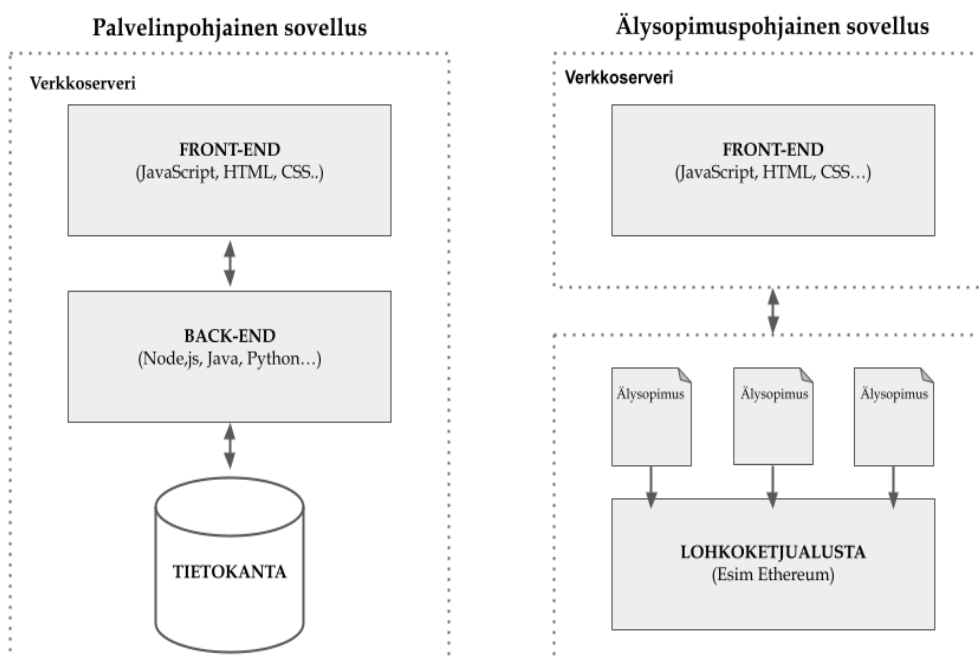 Palvelinpohjainen sovellus
Verkkoserveri
FRONT-END
(JavaScript, HTML, CSS..)
BACK-END
(Node,js, Java, Python…)
TIETOKANTA
Älysopimuspohjainen sovellus
Verkkoserveri
FRONT-END
(JavaScript, HTML, CSS…)
Älysopimus
Älysopimus
Älysopimus
LOHKOKETJUALUSTA
(Esim Ethereum)